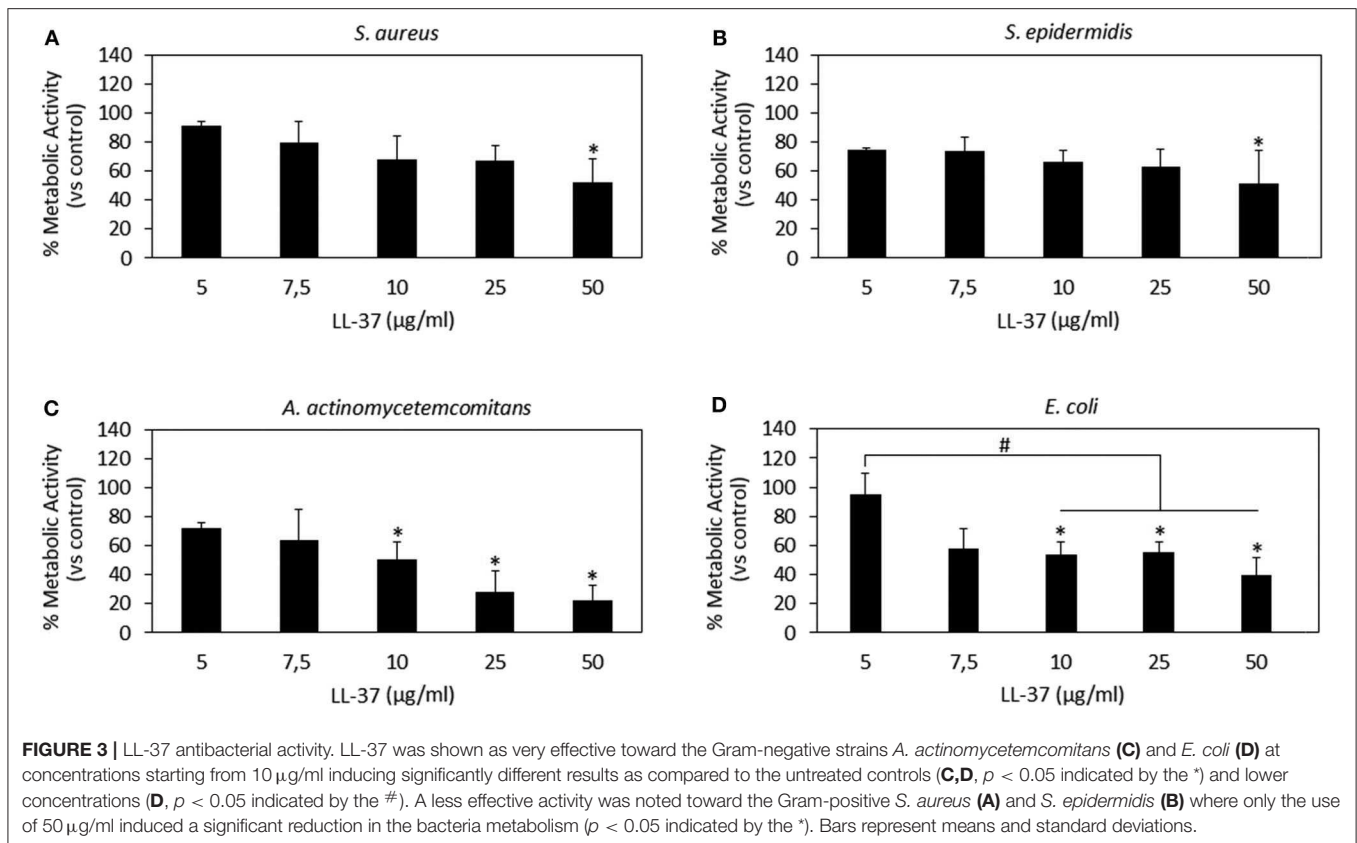 A
S. aureus
% Metabolic Activity
(vs control)
140
120
100
80
60
40
20
0
*
5 7,5 10 25 50
LL-37 (µg/ml)
B
S. epidermidis
% Metabolic Activity
(vs control)
140
120
100
80
60
40
20
0
*
5 7,5 10 25 50
LL-37 (µg/ml)
C
A. actinomycetemcomitans
% Metabolic Activity
(vs control)
140
120
100
80
60
40
20
0
* * *
5 7,5 10 25 50
LL-37 (µg/ml)
D
E. coli
% Metabolic Activity
(vs control)
140
120
100
80
60
40
20
0
#
* * *
5 7,5 10 25 50
LL-37 (µg/ml)
FIGURE 3 | LL-37 antibacterial activity. LL-37 was shown as very effective toward the Gram-negative strains A. actinomycetemcomitans (C) and E. coli (D) at
concentrations starting from 10 µg/ml inducing significantly different results as compared to the untreated controls (C,D, p < 0.05 indicated by the *) and lower
concentrations (D, p < 0.05 indicated by the #). A less effective activity was noted toward the Gram-positive S. aureus (A) and S. epidermidis (B) where only the use
of 50 µg/ml induced a significant reduction in the bacteria metabolism (p < 0.05 indicated by the *). Bars represent means and standard deviations.